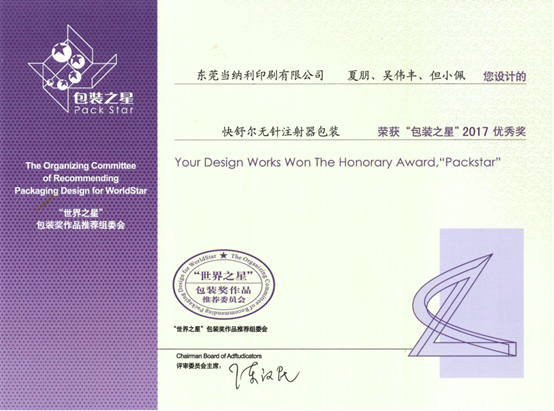 包装之星
Pack Star
The Organizing Committee
of Recommending
Packaging Design for WorldStar
“世界之星”
包装奖作品推荐组委会
东莞当纳利印刷有限公司 夏朋、吴伟丰、但小佩 您设计的
快舒尔无针注射器包装 荣获“包装之星”2017 优秀奖
Your Design Works Won The Honorary Award,“Packstar”
The Organizing Committee of Recommending Packaging Design for WorldStar
“世界之星”
包装奖作品
推荐委员会
“世界之星”包装奖作品推荐组委会
Chairman Board of Adftudicators
评审委员会主席：